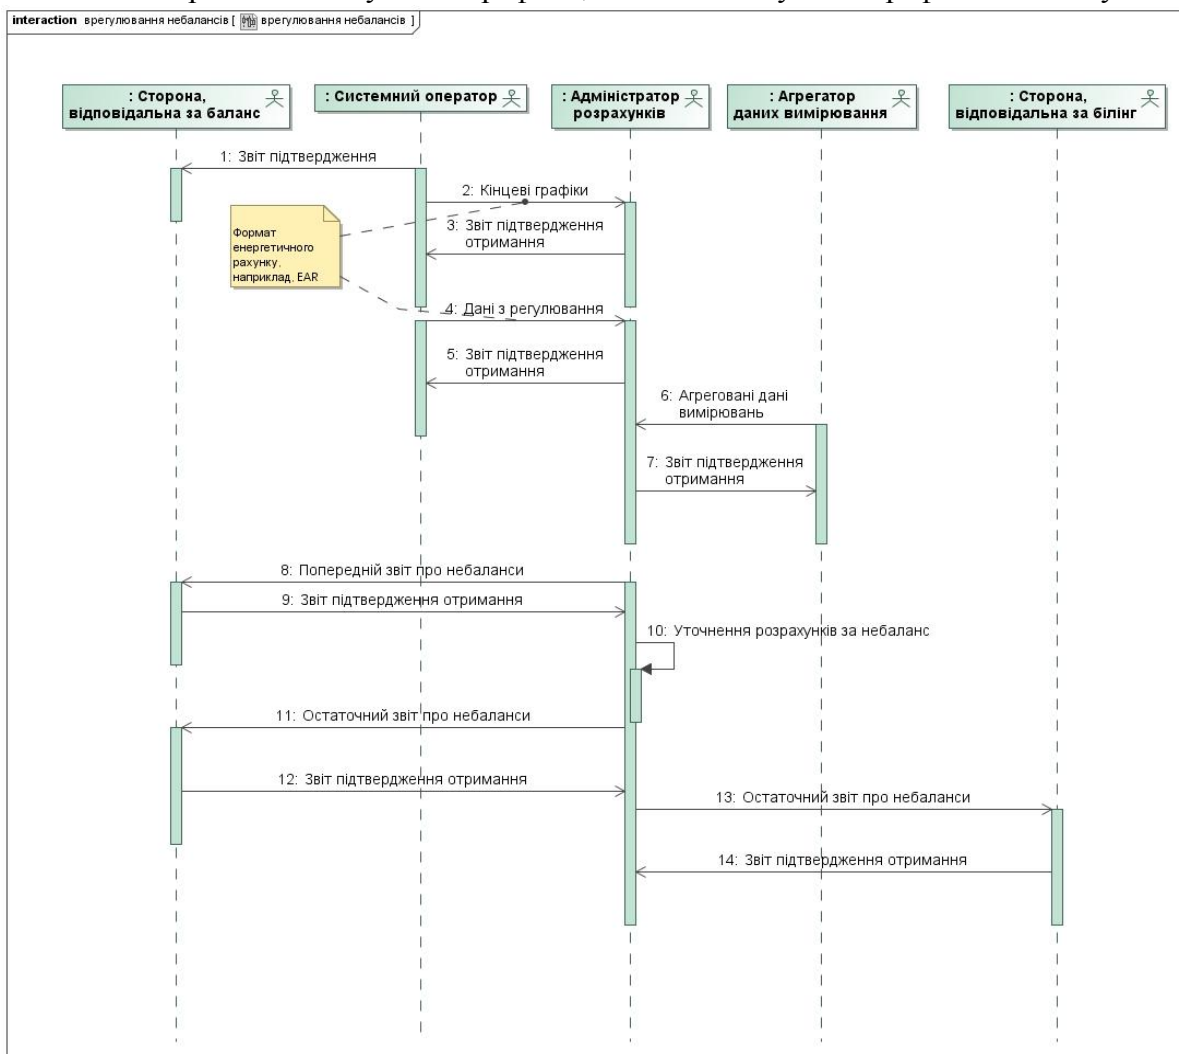 interaction врегулювання небалансів [ врегулювання небалансів ]
: Сторона,
відповідальна за баланс
: Системний оператор
: Адміністратор
розрахунків
: Агрегатор
даних вимірювання
: Сторона,
відповідальна за білінг
1: Звіт підтвердження
2: Кінцеві графіки
Формат
енергетичного
рахунку,
наприклад, EAR
3: Звіт підтвердження
отримання
4: Дані з регулювання
5: Звіт підтвердження
отримання
6: Агреговані дані
вимірювань
7: Звіт підтвердження
отримання
8: Попередній звіт про небаланси
9: Звіт підтвердження отримання
10: Уточнення розрахунків за небаланс
11: Остаточний звіт про небаланси
12: Звіт підтвердження отримання
13: Остаточний звіт про небаланси
14: Звіт підтвердження отримання